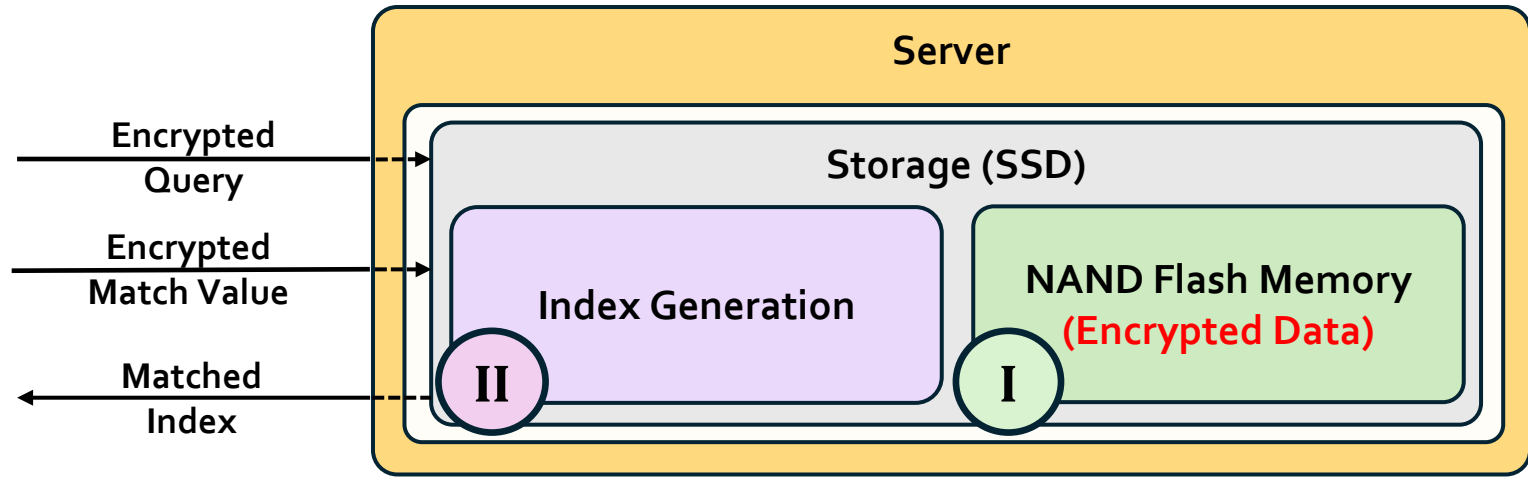 Server
Encrypted
Query
Storage (SSD)
Encrypted
Match Value
Index Generation
NAND Flash Memory
(Encrypted Data)
II
I
Matched
Index